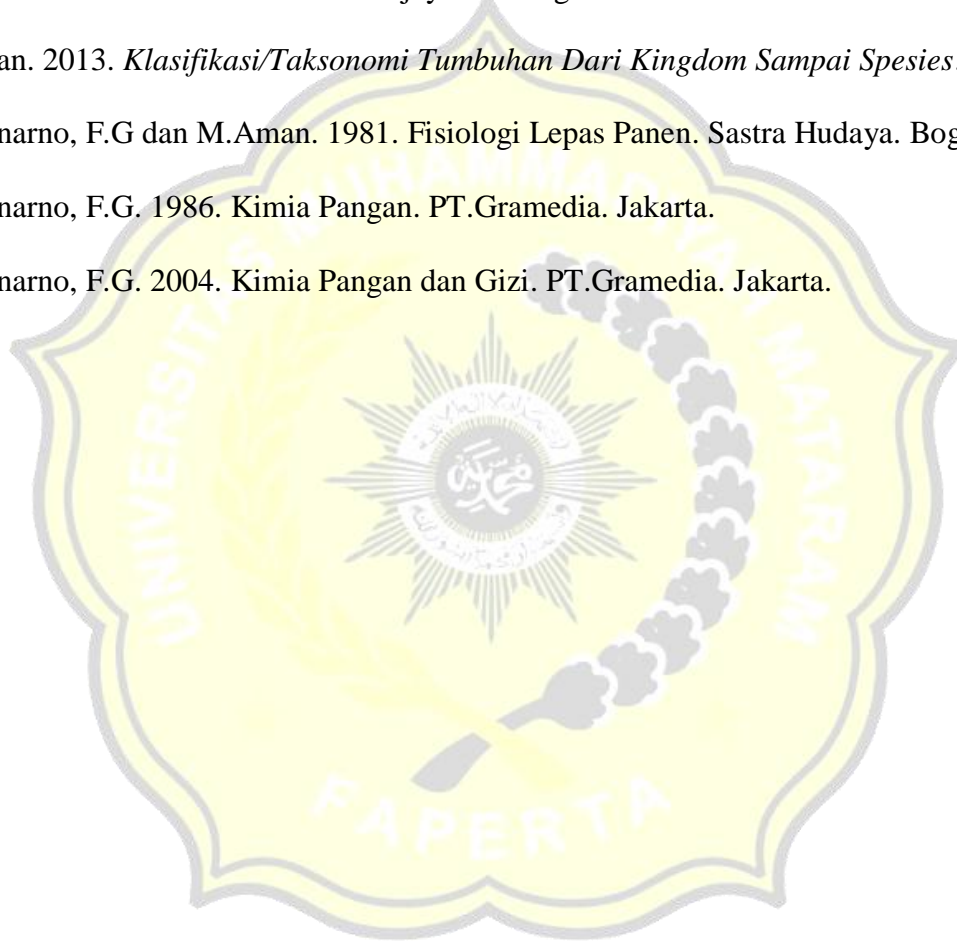 an. 2013. Klasifikasi/Taksonomi Tumbuhan Dari Kingdom Sampai Spesies.
narno, F.G dan M.Aman. 1981. Fisiologi Lepas Panen. Sastra Hudaya. Bog
narno, F.G. 1986. Kimia Pangan. PT.Gramedia. Jakarta.
narno, F.G. 2004. Kimia Pangan dan Gizi. PT.Gramedia. Jakarta.
UNIVERSITAS MUHAMMADIYAH MATARAM
محمدية
FAPERTA